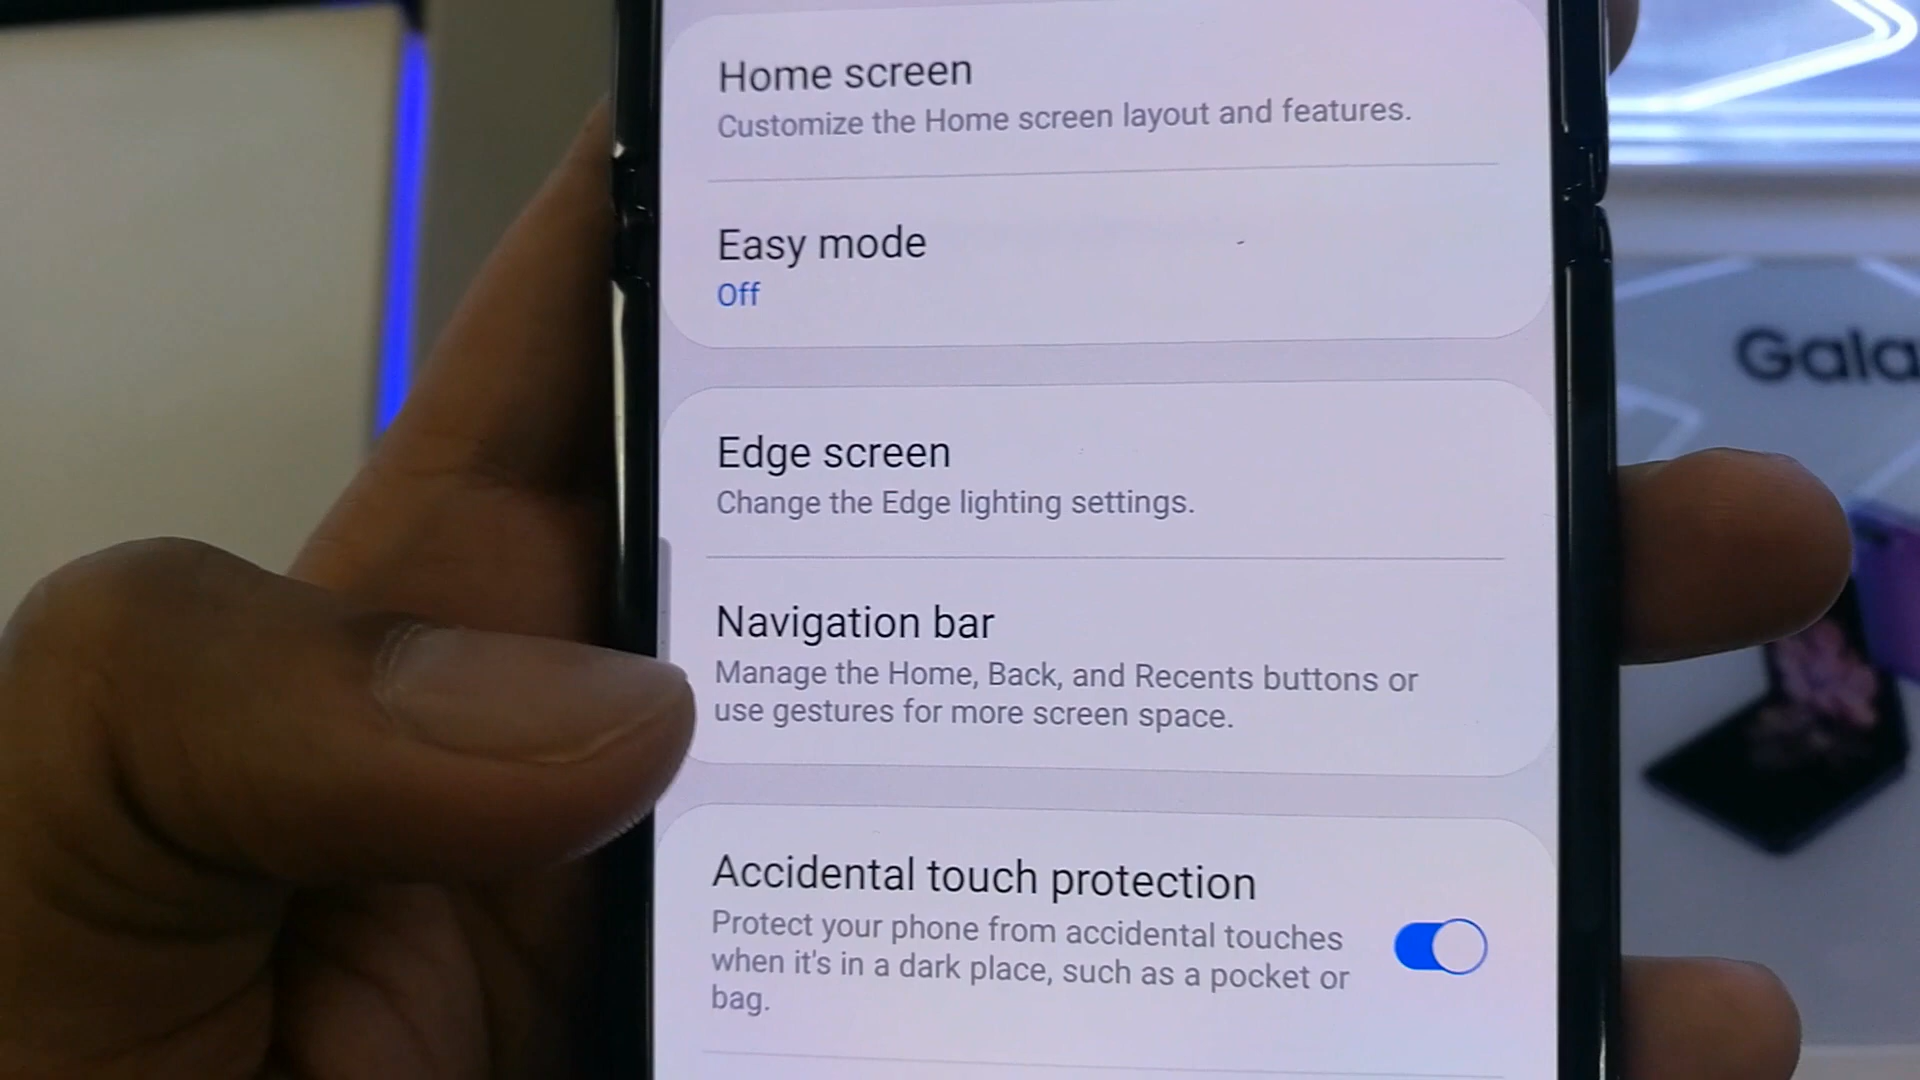 Home screen
Customize the Home screen layout and features.
Easy mode
Off
Edge screen
Change the Edge lighting settings.
Navigation bar
Manage the Home, Back, and Recents buttons or
use gestures for more screen space.
Accidental touch protection
Protect your phone from accidental touches
when it's in a dark place, such as a pocket or
bag.
Gala